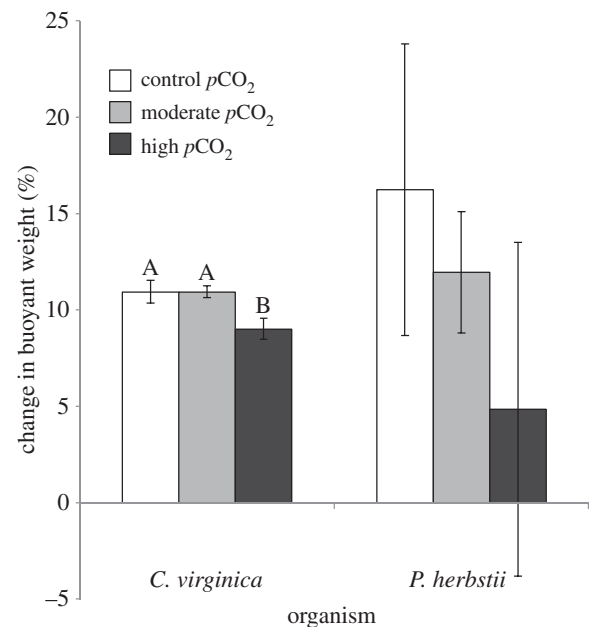 25
20
15
10
5
0
–5
change in buoyant weight (%)
control pCO₂
moderate pCO₂
high pCO₂
A
A
B
C. virginica
P. herbstii
organism